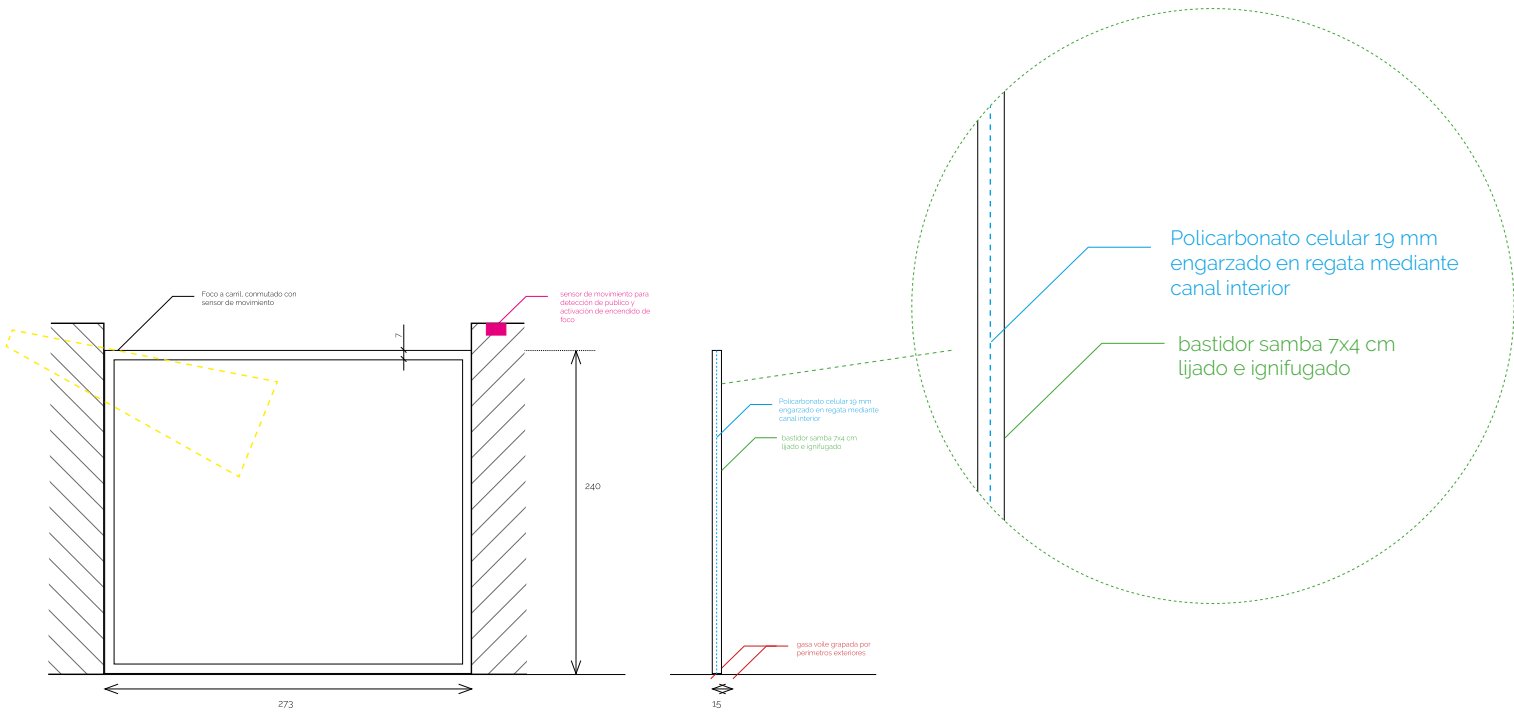 Policarbonato celular 19 mm
engarzado en regata mediante
canal interior
bastidor samba 7x4 cm
lijado e ignifugado
Foco a carril, conmutado con
sensor de movimiento
sensor de movimiento para
detección de publico y
activación de encendido de
foco
7
240
273
Policarbonato celular 19 mm
engarzado en regata mediante
canal interior
bastidor samba 7x4 cm
lijado e ignifugado
gasa voile grapada por
perimetros exteriores
15